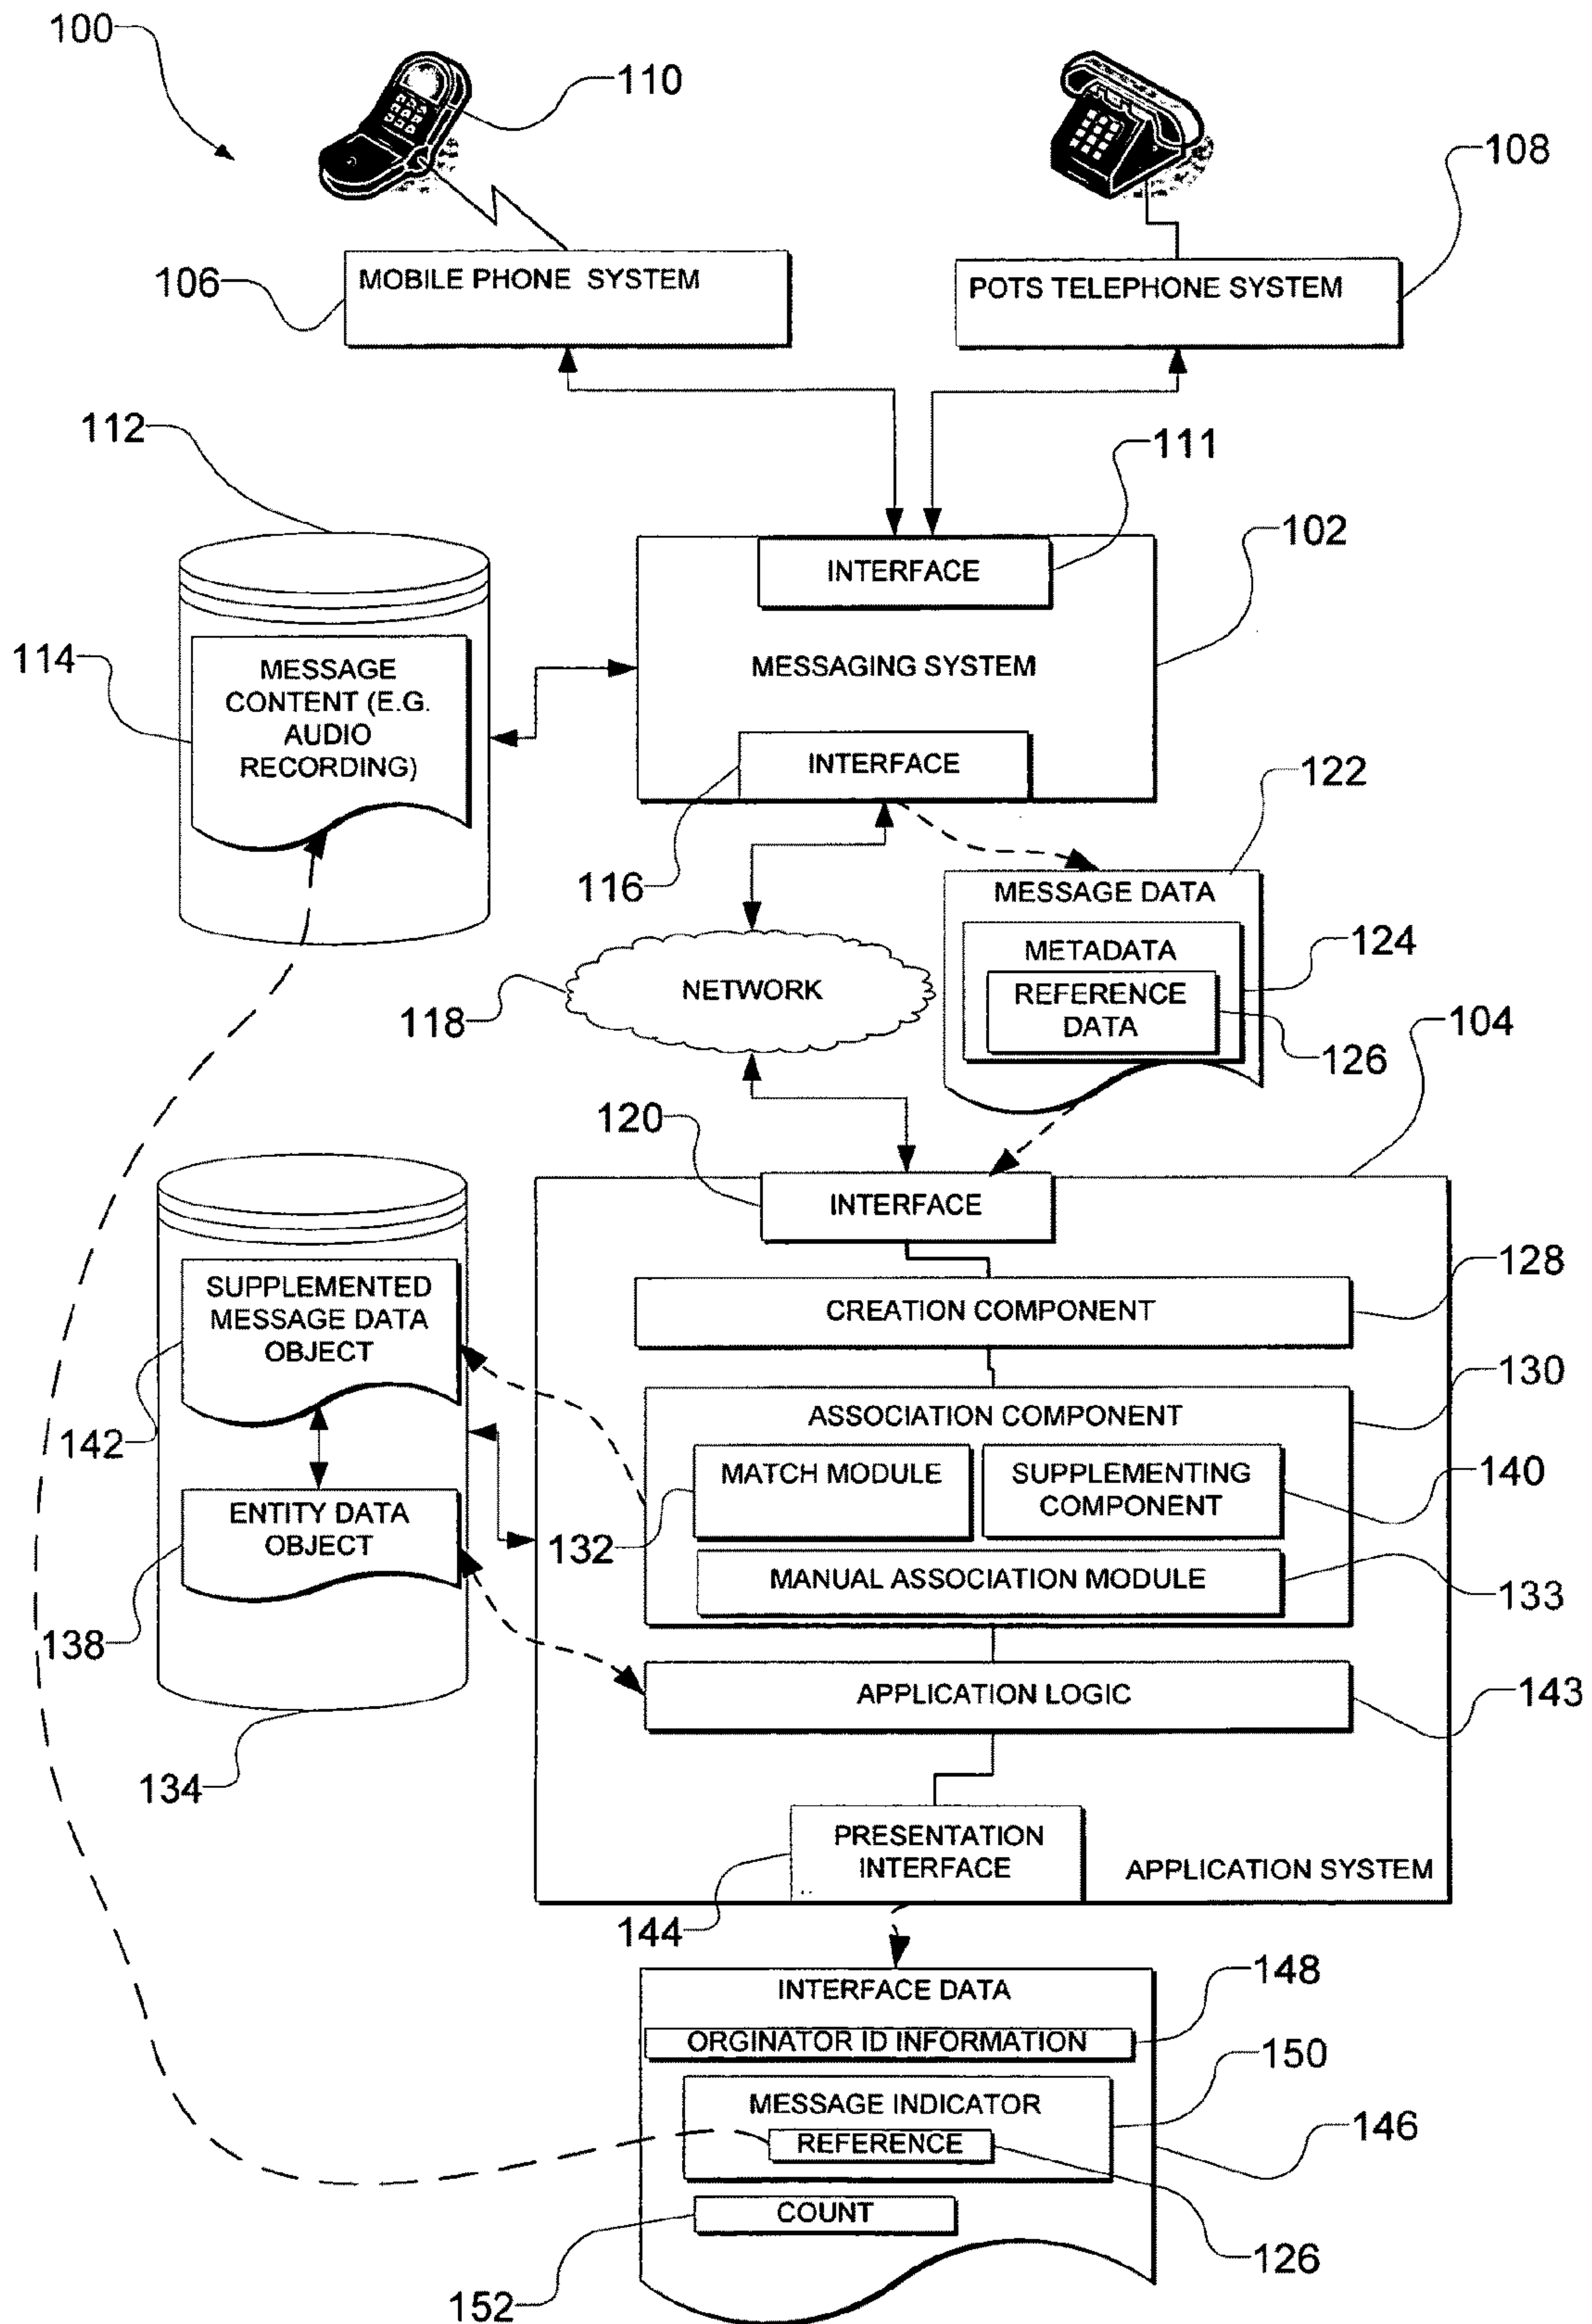 100
110
108
106
MOBILE PHONE SYSTEM
POTS TELEPHONE SYSTEM
112
111
102
INTERFACE
114
MESSAGE
CONTENT (E.G.
AUDIO
RECORDING)
MESSAGING SYSTEM
INTERFACE
122
116
MESSAGE DATA
METADATA
124
REFERENCE
DATA
NETWORK
118
104
126
120
INTERFACE
128
SUPPLEMENTED
MESSAGE DATA
OBJECT
CREATION COMPONENT
130
ASSOCIATION COMPONENT
142
MATCH MODULE
SUPPLEMENTING
COMPONENT
140
ENTITY DATA
OBJECT
132
MANUAL ASSOCIATION MODULE
133
138
APPLICATION LOGIC
143
134
PRESENTATION
INTERFACE
APPLICATION SYSTEM
144
148
INTERFACE DATA
ORGINATOR ID INFORMATION
150
MESSAGE INDICATOR
146
REFERENCE
COUNT
126
152